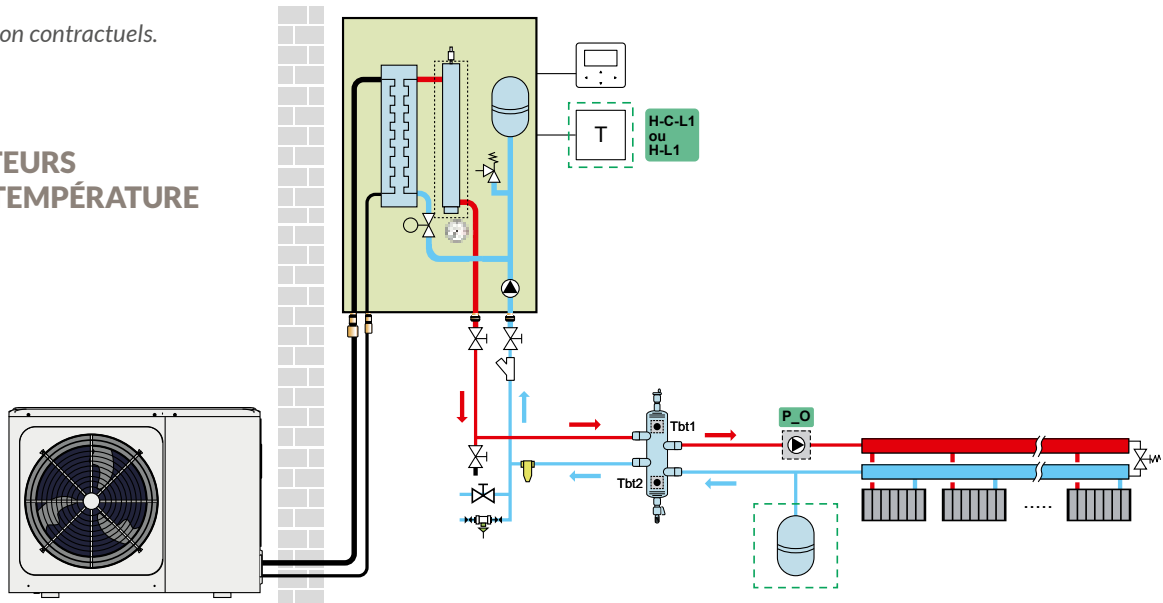 on contractuels.
TEURS
TEMPÉRATURE
T
H-C-L1
ou
H-L1
P_O
Tbt1
Tbt2